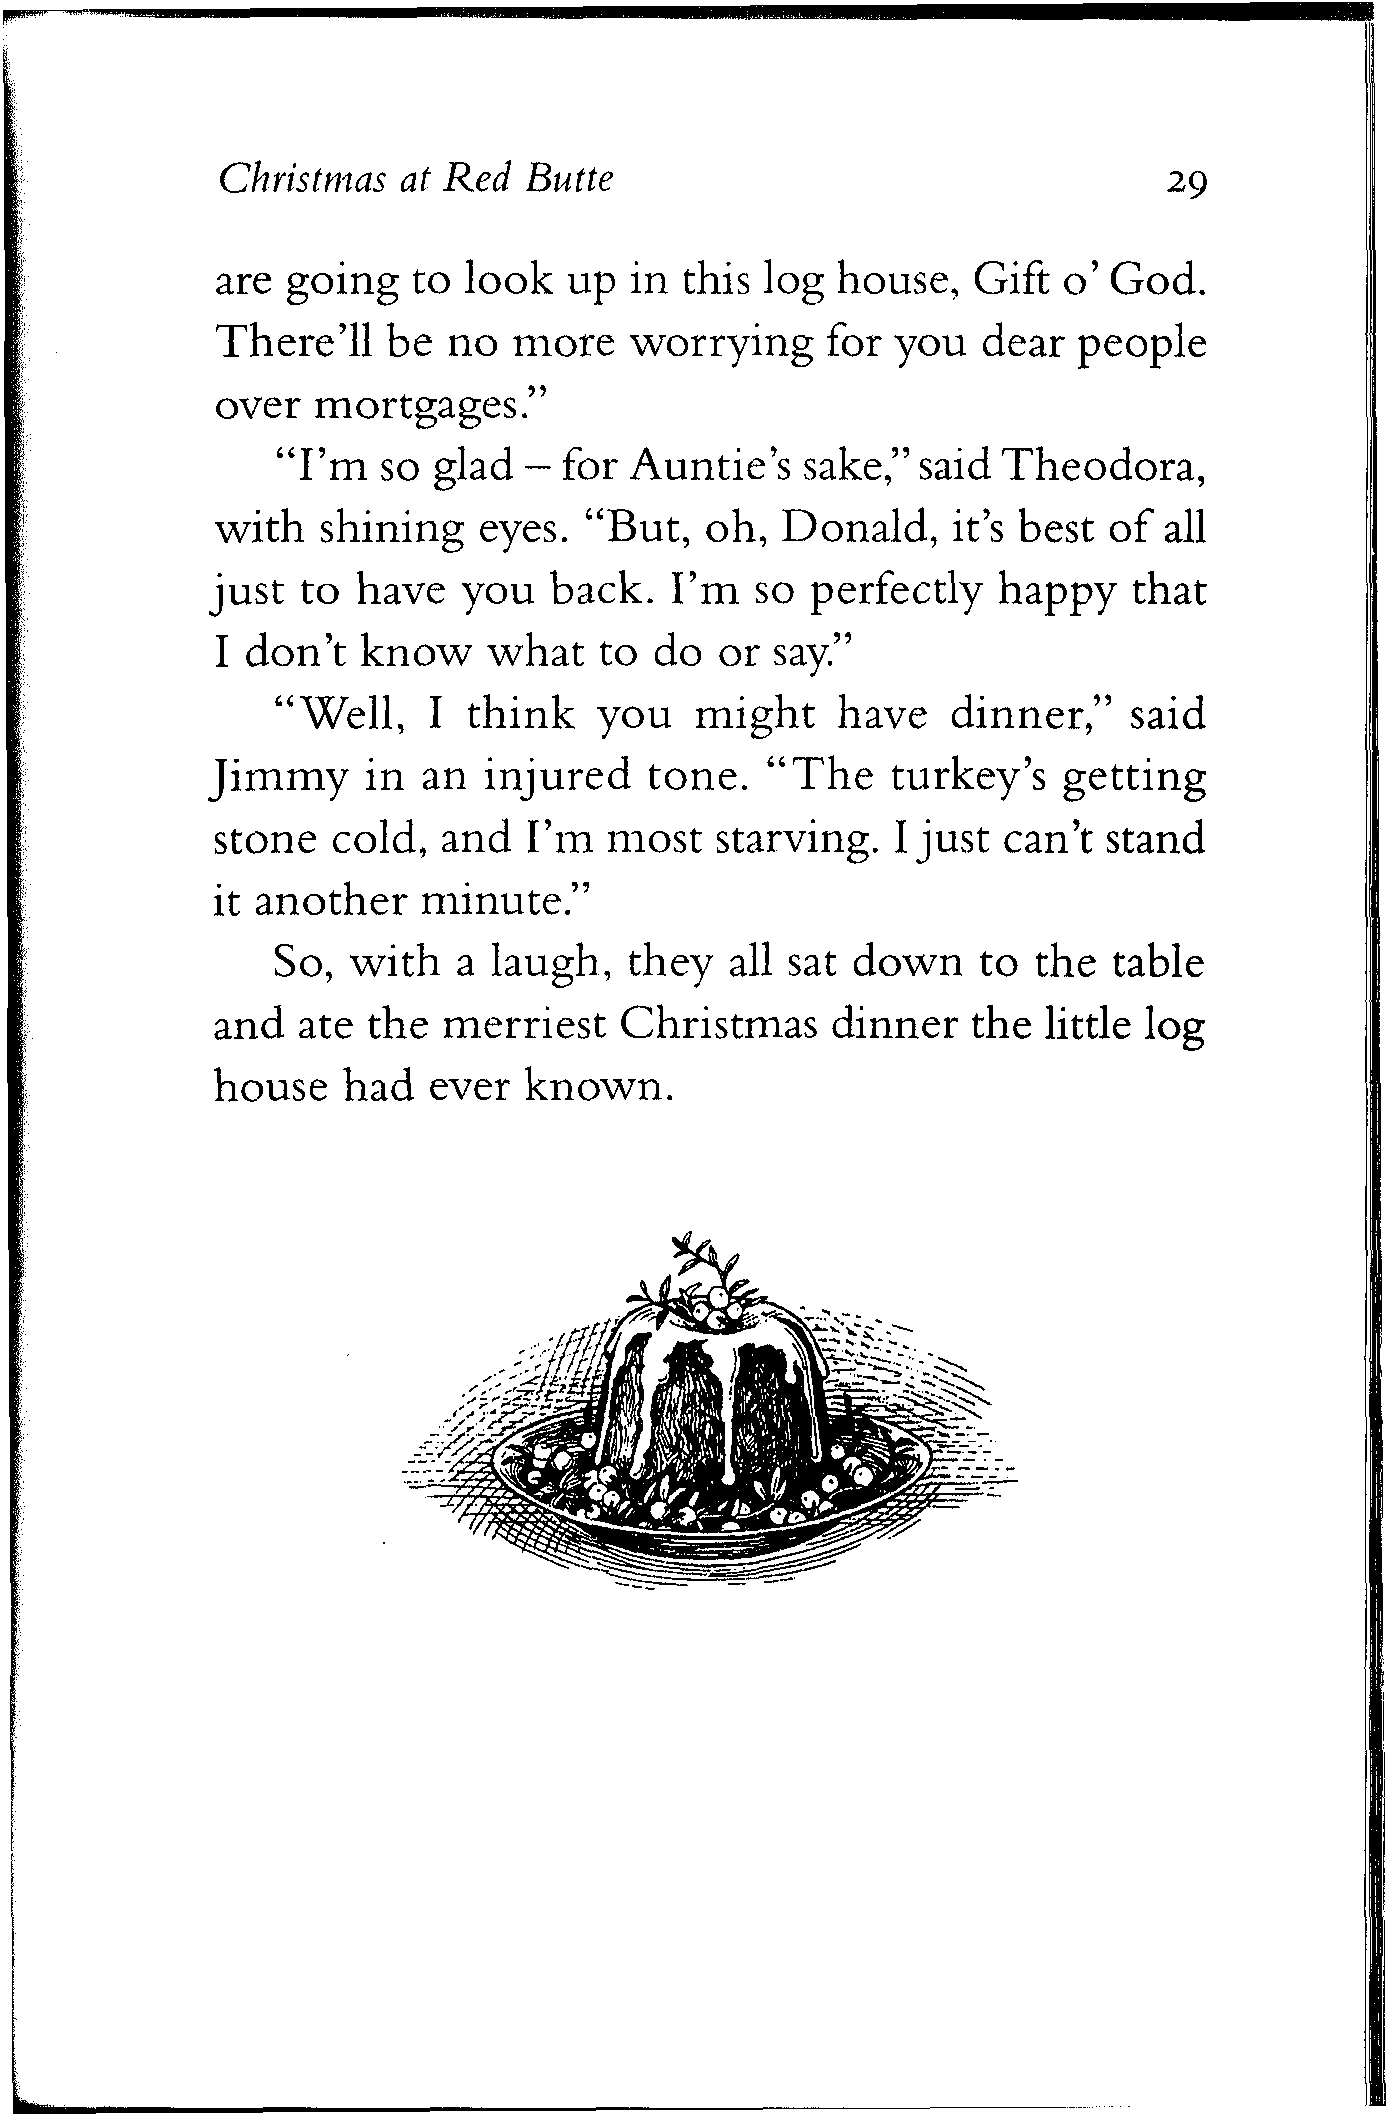 Christmas at Red Butte 29
are going to look up in this log house, Gift o’ God.
There’ll be no more worrying for you dear people
over mortgages.”
“I’m so glad – for Auntie’s sake,” said Theodora,
with shining eyes. “But, oh, Donald, it’s best of all
just to have you back. I’m so perfectly happy that
I don’t know what to do or say.”
“Well, I think you might have dinner,” said
Jimmy in an injured tone. “The turkey’s getting
stone cold, and I’m most starving. I just can’t stand
it another minute.”
So, with a laugh, they all sat down to the table
and ate the merriest Christmas dinner the little log
house had ever known.